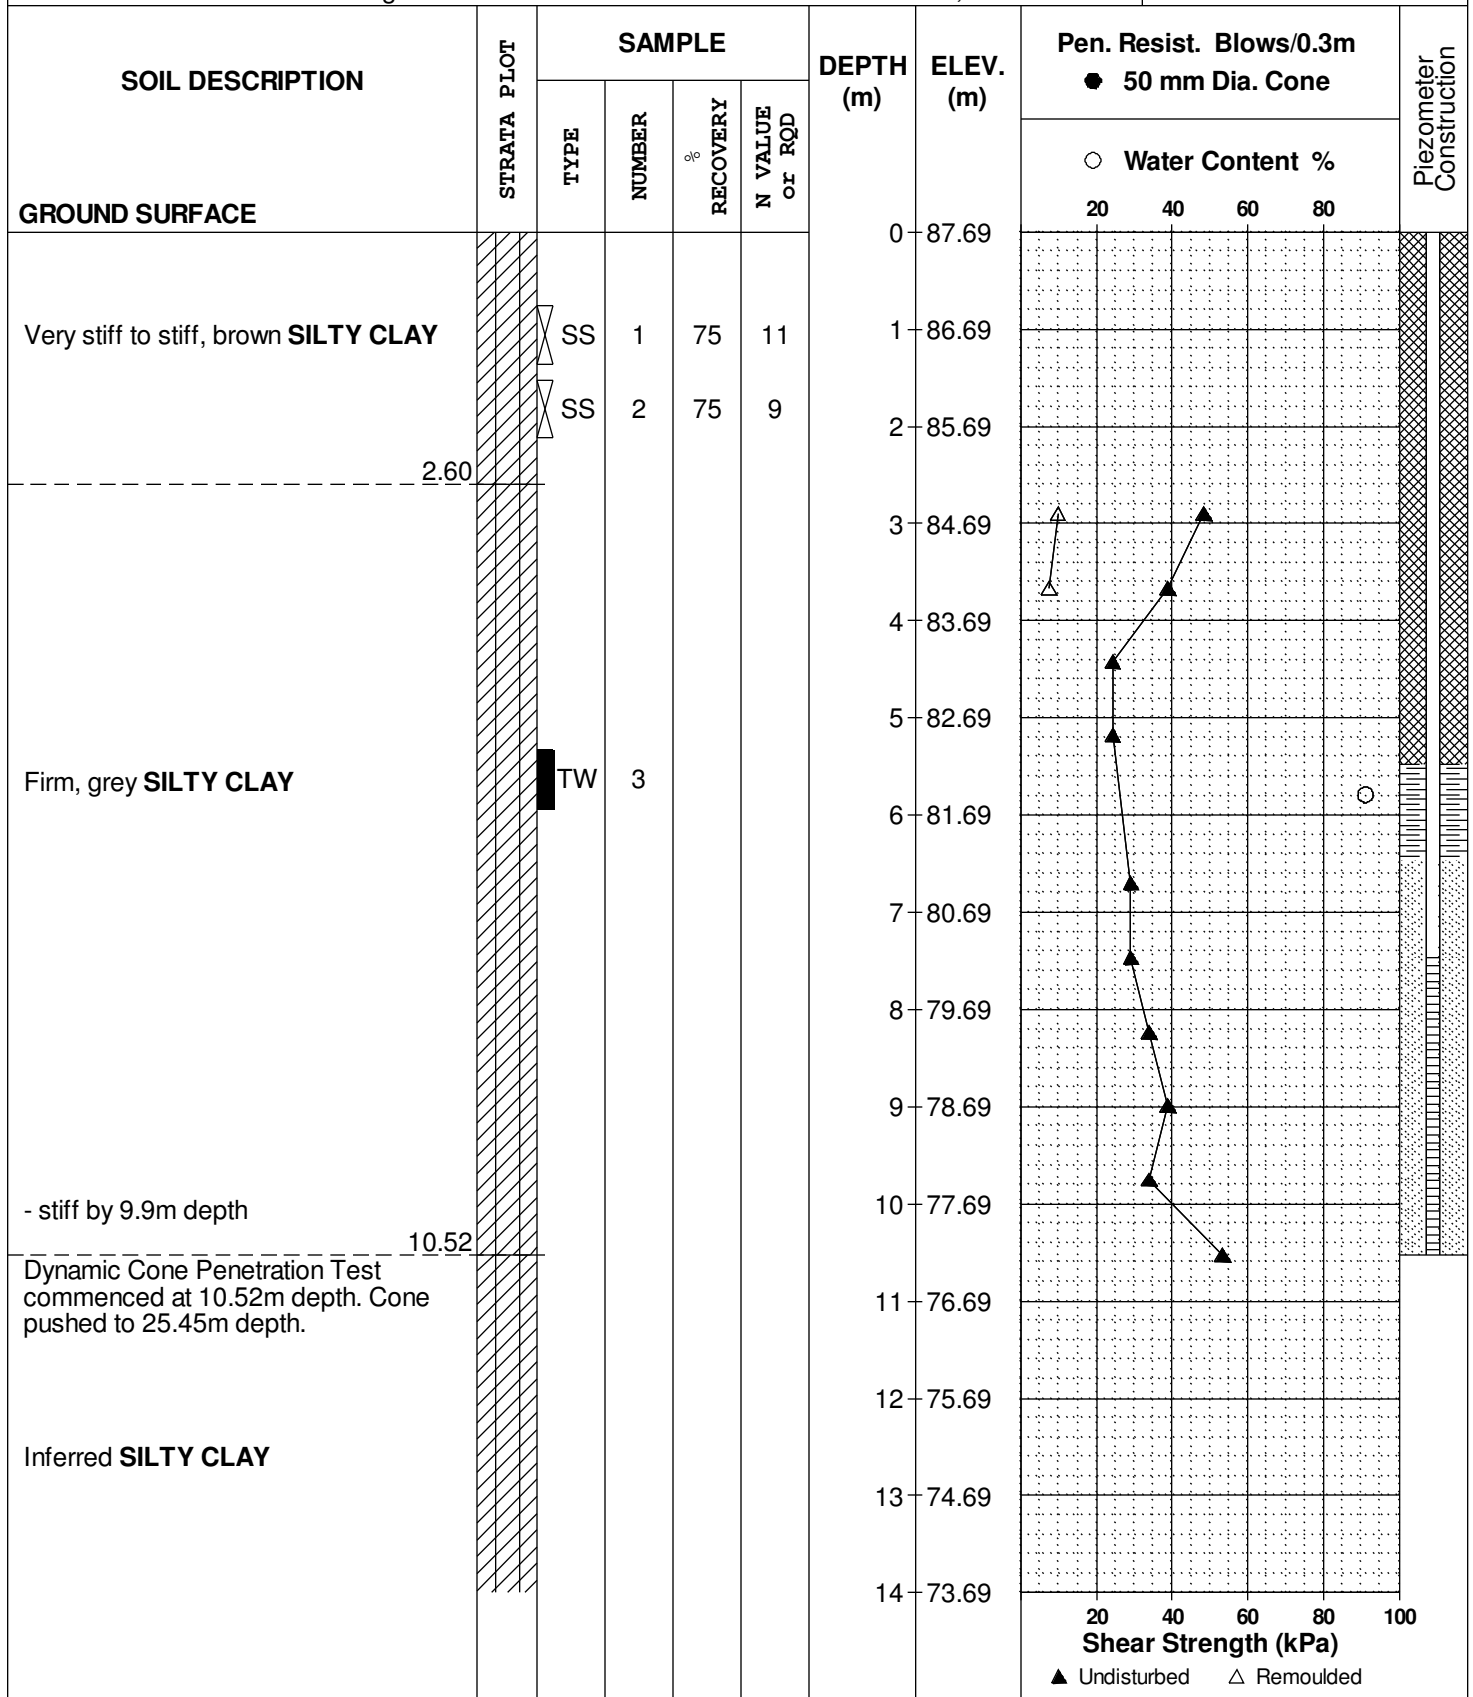 SOIL DESCRIPTION
GROUND SURFACE
STRATA PLOT
SAMPLE
TYPE
NUMBER
%
RECOVERY
N VALUE
or RQD
DEPTH
(m)
ELEV.
(m)
Pen. Resist. Blows/0.3m
● 50 mm Dia. Cone
○ Water Content %
20 40 60 80
Piezometer
Construction
0 87.69
Very stiff to stiff, brown SILTY CLAY
SS 1 75 11
1 86.69
SS 2 75 9
2 85.69
2.60
3 84.69
4 83.69
5 82.69
Firm, grey SILTY CLAY
TW 3
6 81.69
7 80.69
8 79.69
9 78.69
- stiff by 9.9m depth
10 77.69
10.52
Dynamic Cone Penetration Test
commenced at 10.52m depth. Cone
pushed to 25.45m depth.
11 76.69
12 75.69
Inferred SILTY CLAY
13 74.69
14 73.69
20 40 60 80 100
Shear Strength (kPa)
▲ Undisturbed △ Remoulded